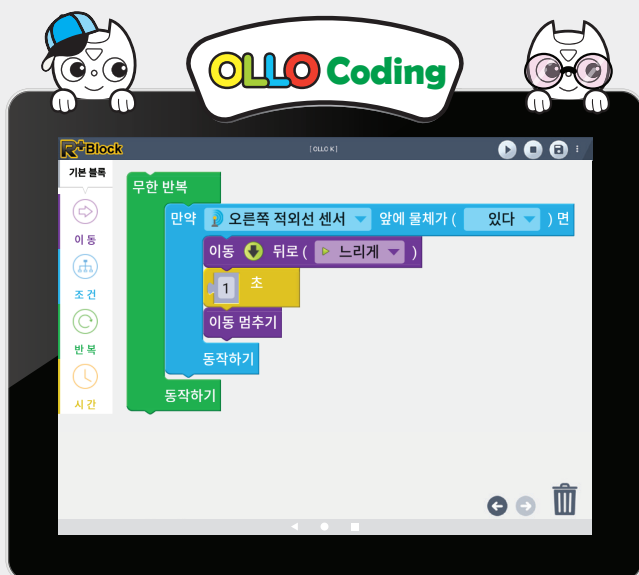 OLLO Coding
R+Block
[ OLLO K ]
기본 블록
이 동
조 건
반 복
시 간
무한 반복
만약 오른쪽 적외선 센서 앞에 물체가 ( 있다 ) 면
이동 뒤로 ( 느리게 )
1 초
이동 멈추기
동작하기
동작하기